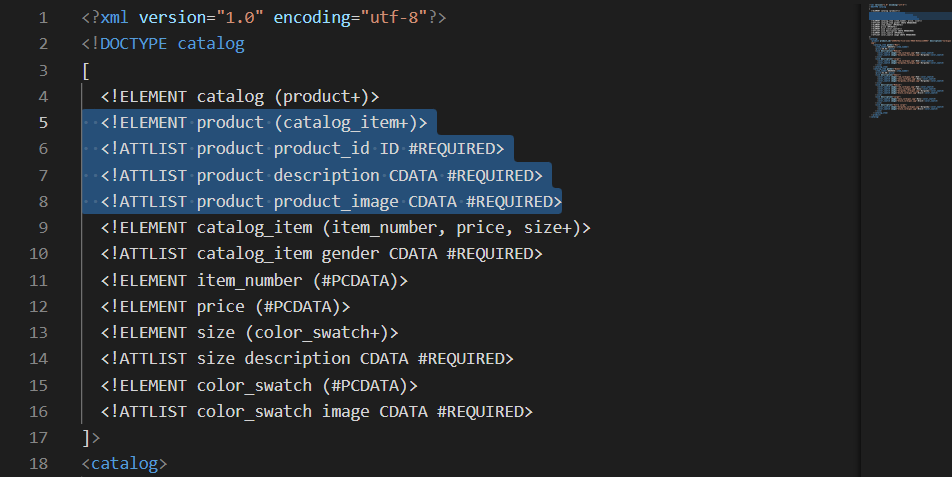 1 <?xml version="1.0" encoding="utf-8"?>
2 <!DOCTYPE catalog
3 [
4 <!ELEMENT catalog (product+)>
5 <!ELEMENT product (catalog_item+)>
6 <!ATTLIST product product_id ID #REQUIRED>
7 <!ATTLIST product description CDATA #REQUIRED>
8 <!ATTLIST product product_image CDATA #REQUIRED>
9 <!ELEMENT catalog_item (item_number, price, size+)>
10 <!ATTLIST catalog_item gender CDATA #REQUIRED>
11 <!ELEMENT item_number (#PCDATA)>
12 <!ELEMENT price (#PCDATA)>
13 <!ELEMENT size (color_swatch+)>
14 <!ATTLIST size description CDATA #REQUIRED>
15 <!ELEMENT color_swatch (#PCDATA)>
16 <!ATTLIST color_swatch image CDATA #REQUIRED>
17 ]>
18 <catalog>